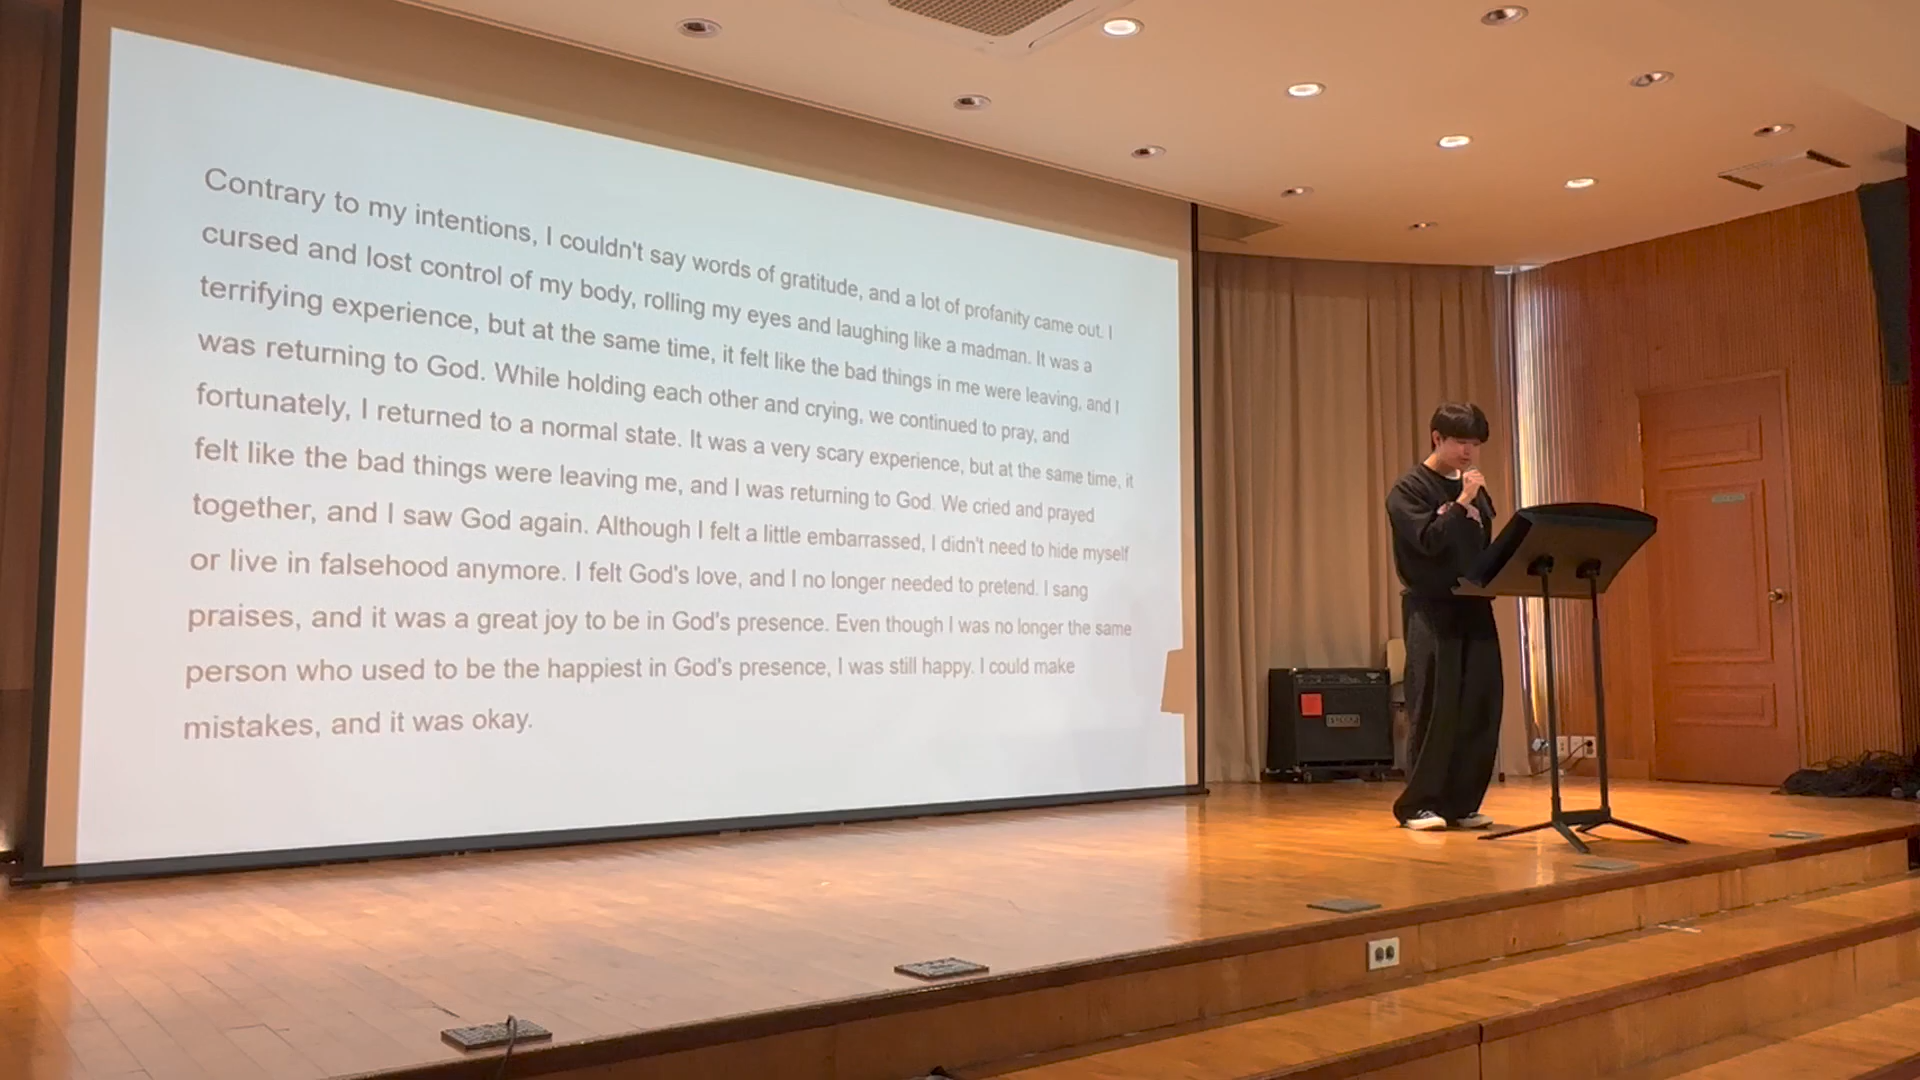 Contrary to my intentions, I couldn't say words of gratitude, and a lot of profanity came out. I
cursed and lost control of my body, rolling my eyes and laughing like a madman. It was a
terrifying experience, but at the same time, it felt like the bad things in me were leaving, and I
was returning to God. While holding each other and crying, we continued to pray, and
fortunately, I returned to a normal state. It was a very scary experience, but at the same time, it
felt like the bad things were leaving me, and I was returning to God. We cried and prayed
together, and I saw God again. Although I felt a little embarrassed, I didn't need to hide myself
or live in falsehood anymore. I felt God's love, and I no longer needed to pretend. I sang
praises, and it was a great joy to be in God's presence. Even though I was no longer the same
person who used to be the happiest in God's presence, I was still happy. I could make
mistakes, and it was okay.